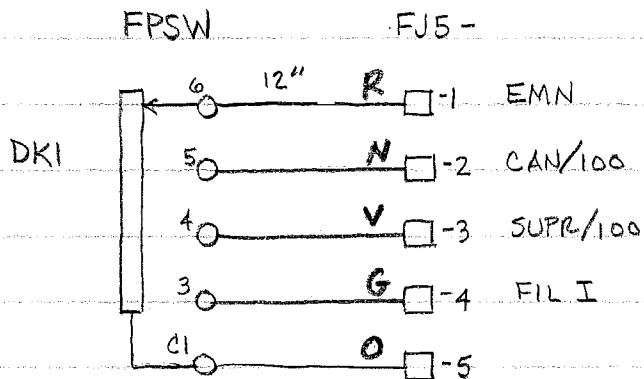 FPSW FJ5-
6 12" R -1 EMN
DK1 5 N -2 CAN/100
4 V -3 SUPR/100
3 G -4 FIL I
C1 O -5